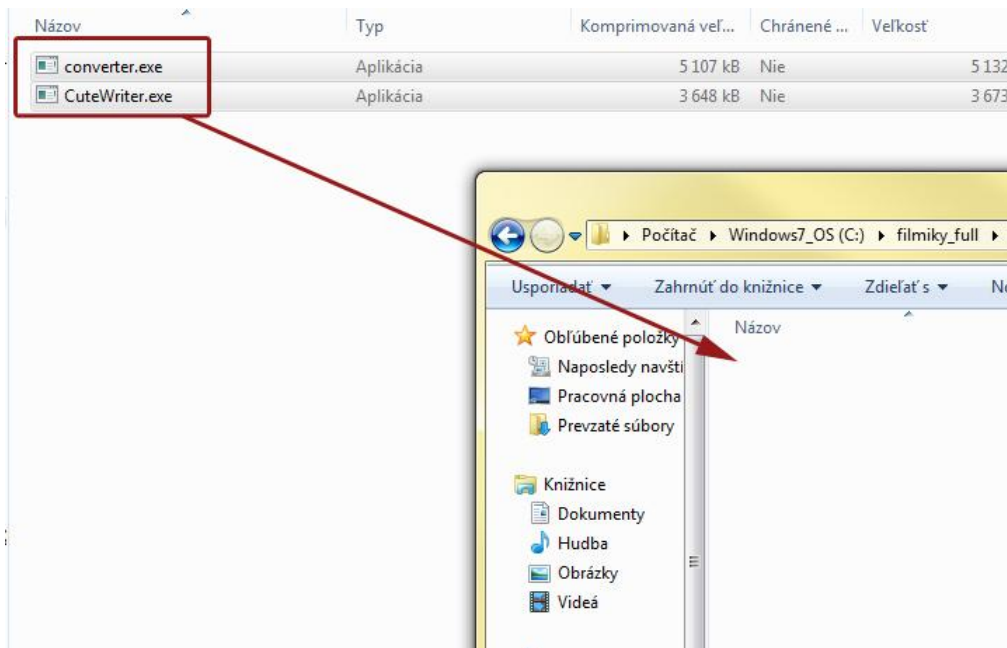 Názov Typ Komprimovaná veľ... Chránené ... Veľkosť
converter.exe Aplikácia 5 107 kB Nie 5 132
CuteWriter.exe Aplikácia 3 648 kB Nie 3 673
Počítač Windows7_OS (C:) filmiky_full
Usporiadať Zahrnúť do knižnice Zdieľať s
Názov
Obľúbené položky
Naposledy navšti
Pracovná plocha
Prevzaté súbory
Knižnice
Dokumenty
Hudba
Obrázky
Videá